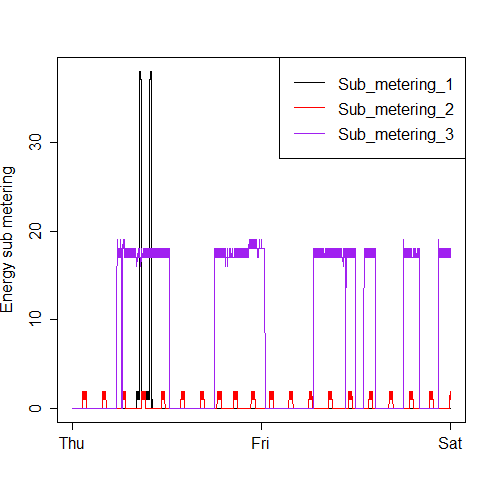 Sub_metering_1
Sub_metering_2
Sub_metering_3
Energy sub metering
30
20
10
0
Thu
Fri
Sat